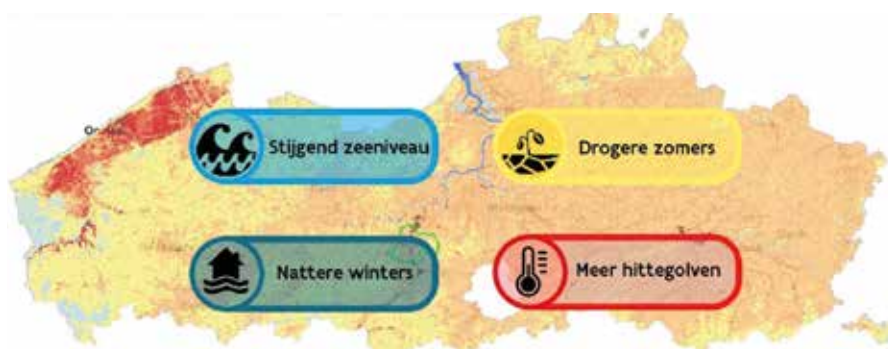 Stijgend zeeniveau
Drogere zomers
Nattere winters
Meer hittegolven